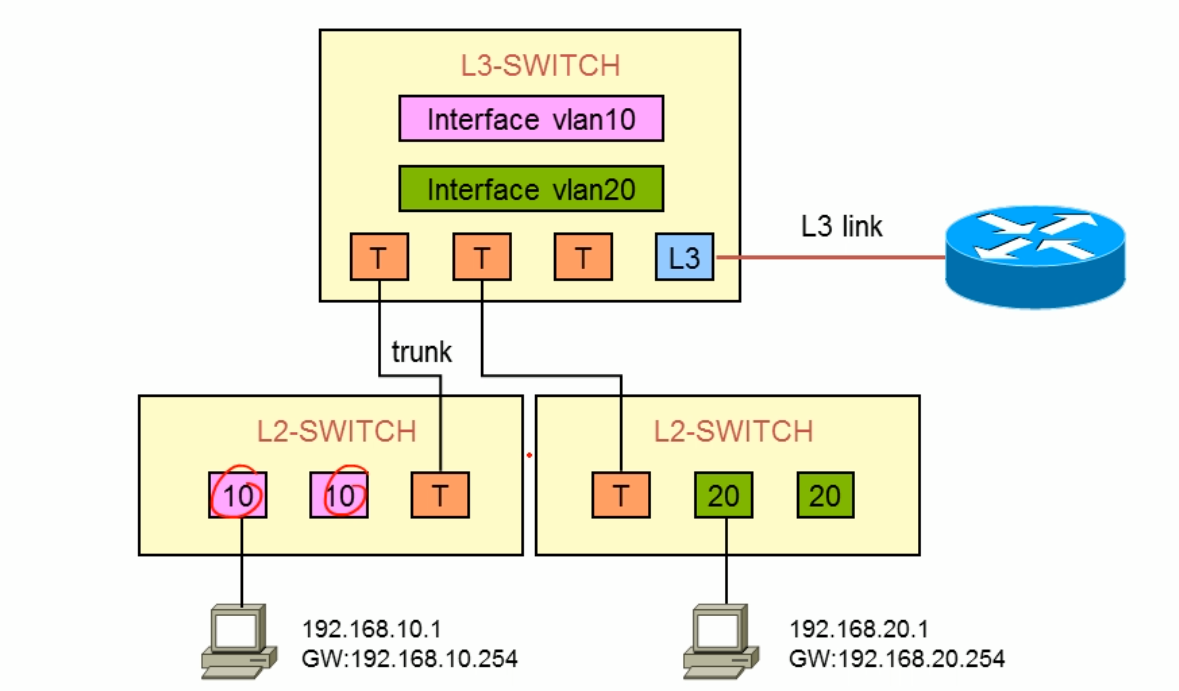 L3-SWITCH
Interface vlan10
Interface vlan20
T T T L3
L3 link
trunk
L2-SWITCH
10 10 T
L2-SWITCH
T 20 20
192.168.10.1
GW:192.168.10.254
192.168.20.1
GW:192.168.20.254